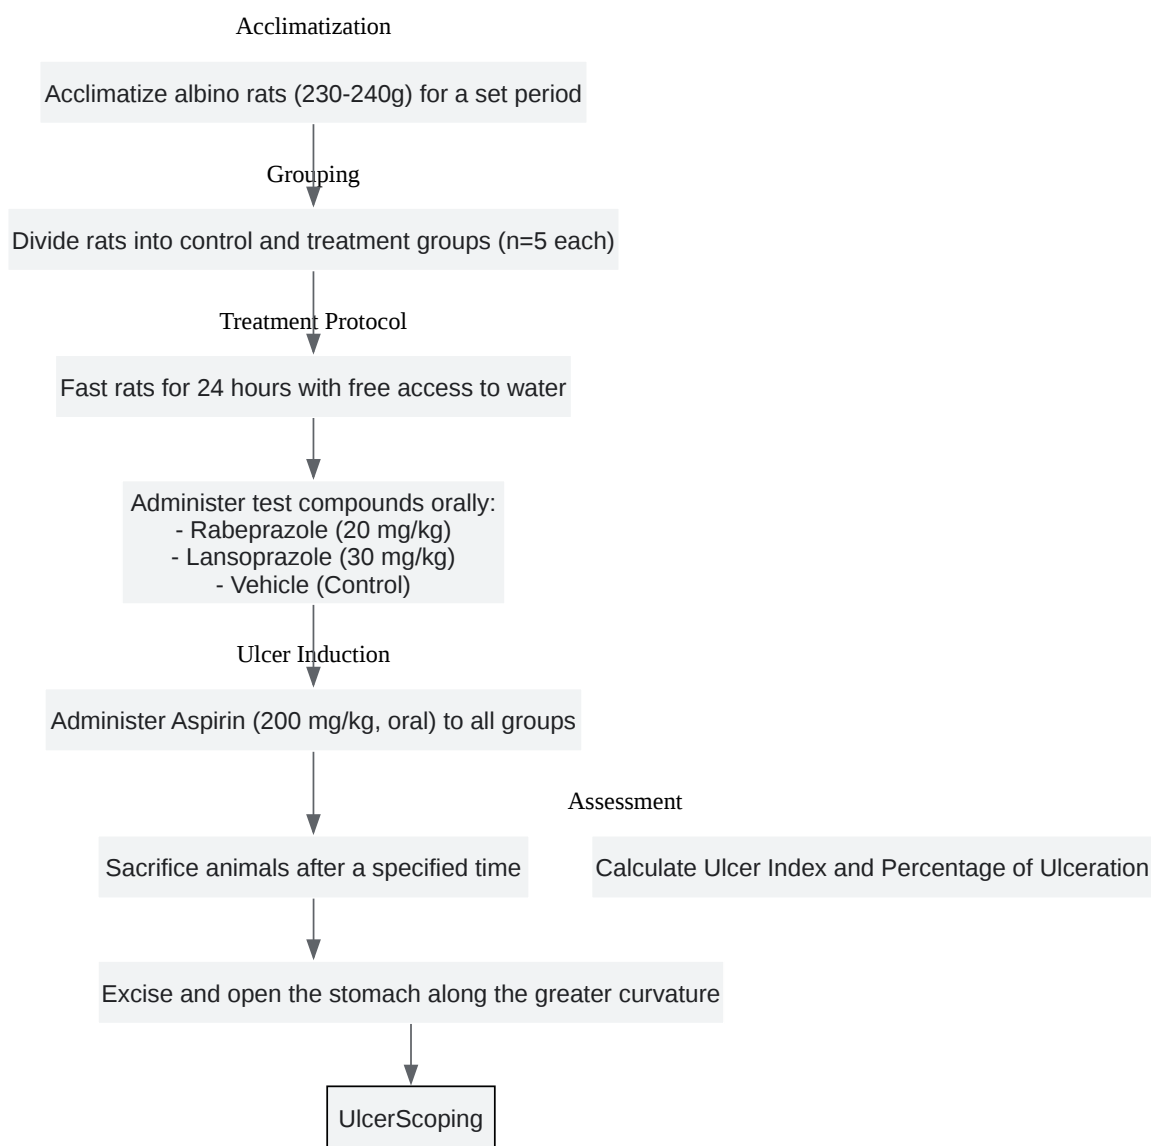 Acclimatization
Acclimatize albino rats (230-240g) for a set period
Grouping
Divide rats into control and treatment groups (n=5 each)
Treatment Protocol
Fast rats for 24 hours with free access to water
Administer test compounds orally:
- Rabeprazole (20 mg/kg)
- Lansoprazole (30 mg/kg)
- Vehicle (Control)
Ulcer Induction
Administer Aspirin (200 mg/kg, oral) to all groups
Assessment
Sacrifice animals after a specified time
Calculate Ulcer Index and Percentage of Ulceration
Excise and open the stomach along the greater curvature
UlcerScoping